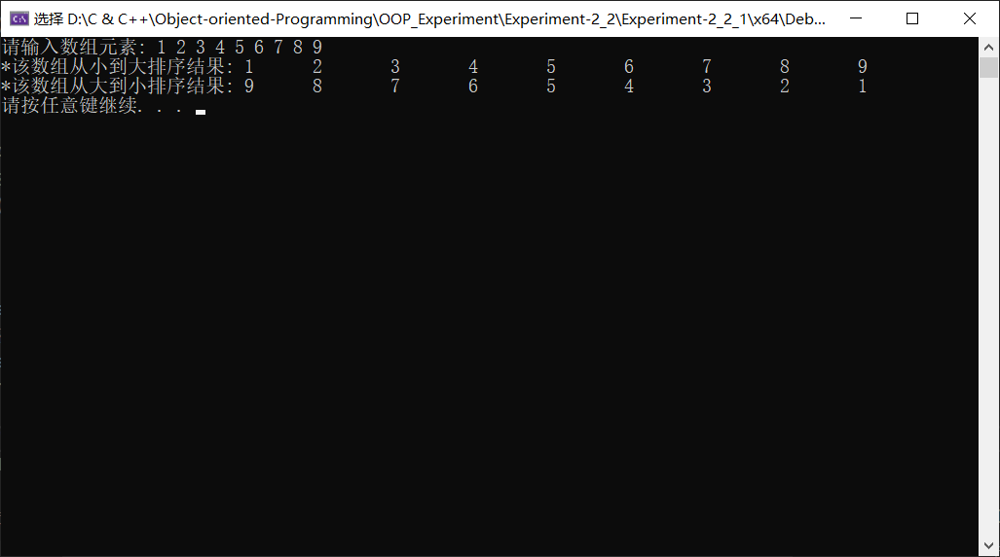 选择 D:\C & C++\Object-oriented-Programming\OOP_Experiment\Experiment-2_2\Experiment-2_2_1\x64\Deb...
请输入数组元素: 1 2 3 4 5 6 7 8 9
*该数组从小到大排序结果: 1 2 3 4 5 6 7 8 9
*该数组从大到小排序结果: 9 8 7 6 5 4 3 2 1
请按任意键继续. . .